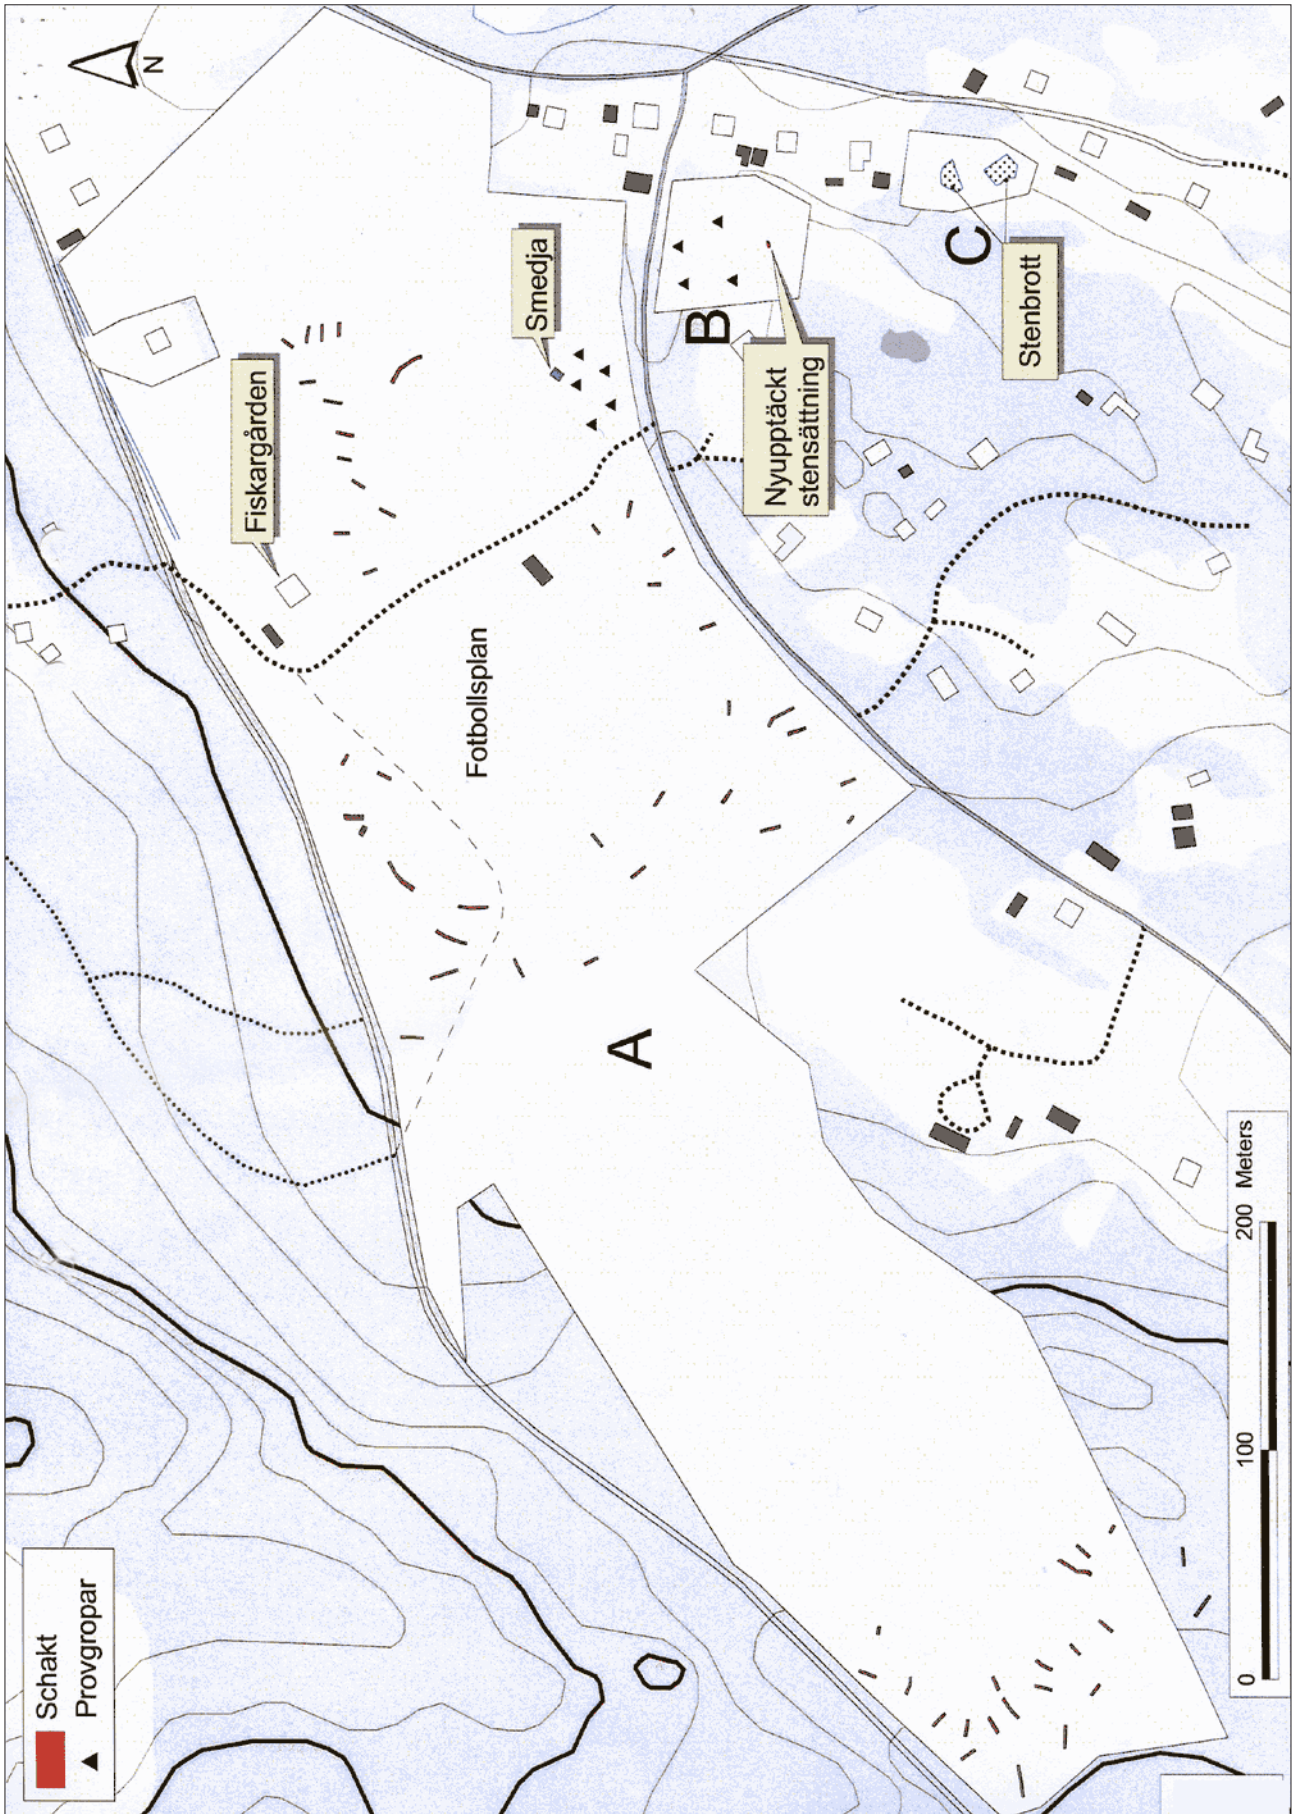 N
Fiskargården
Smedja
B
Nyupptäckt
stensättning
C
Stenbrott
Fotbollsplan
A
Schakt
Provgropar
0 100 200 Meters